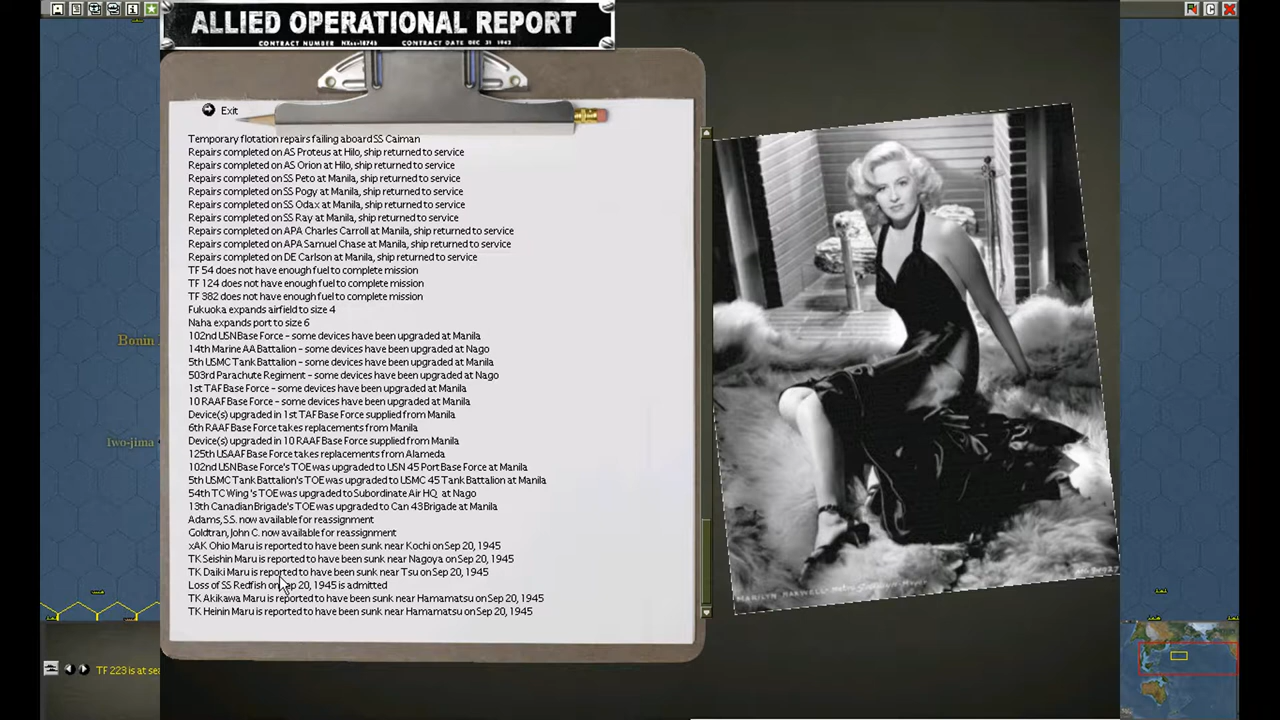 ALLIED OPERATIONAL REPORT
CONTRACT DATE DEC 31 1943
Exit
Temporary flotation repairs failing aboard SS Caiman
Repairs completed on AS Proteus at Hilo, ship returned to service
Repairs completed on AS Orion at Hilo, ship returned to service
Repairs completed on SS Peto at Manila, ship returned to service
Repairs completed on SS Pogy at Manila, ship returned to service
Repairs completed on SS Odax at Manila, ship returned to service
Repairs completed on SS Ray at Manila, ship returned to service
Repairs completed on APA Charles Carroll at Manila, ship returned to service
Repairs completed on APA Samuel Chase at Manila, ship returned to service
Repairs completed on DE Carlson at Manila, ship returned to service
TF 54 does not have enough fuel to complete mission
TF 124 does not have enough fuel to complete mission
TF 382 does not have enough fuel to complete mission
Fukuoka expands airfield to size 4
Naha expands port to size 6
102nd USN Base Force - some devices have been upgraded at Manila
14th Marine AA Battalion - some devices have been upgraded at Nago
5th USMC Tank Battalion - some devices have been upgraded at Manila
503rd Parachute Regiment - some devices have been upgraded at Nago
1st TAF Base Force - some devices have been upgraded at Manila
10 RAAF Base Force - some devices have been upgraded at Manila
Device(s) upgraded in 1st TAF Base Force supplied from Manila
6th RAAF Base Force takes replacements from Manila
Device(s) upgraded in 10 RAAF Base Force supplied from Manila
125th USAAF Base Force takes replacements from Alameda
102nd USN Base Force's TOE was upgraded to USN 45 Port Base Force at Manila
5th USMC Tank Battalion's TOE was upgraded to USMC 45 Tank Battalion at Manila
54th TC Wing 's TOE was upgraded to Subordinate Air HQ at Nago
13th Canadian Brigade's TOE was upgraded to Can 43 Brigade at Manila
Adams, S.S. now available for reassignment
Goldtran, John C. now available for reassignment
xAK Ohio Maru is reported to have been sunk near Kochi on Sep 20, 1945
TK Seishin Maru is reported to have been sunk near Nagoya on Sep 20, 1945
TK Daiki Maru is reported to have been sunk near Tsu on Sep 20, 1945
Loss of SS Redfish on Sep 20, 1945 is admitted
TK Akikawa Maru is reported to have been sunk near Hamamatsu on Sep 20, 1945
TK Heinin Maru is reported to have been sunk near Hamamatsu on Sep 20, 1945
Bonin
Iwo-jima
TF 223 is at sea